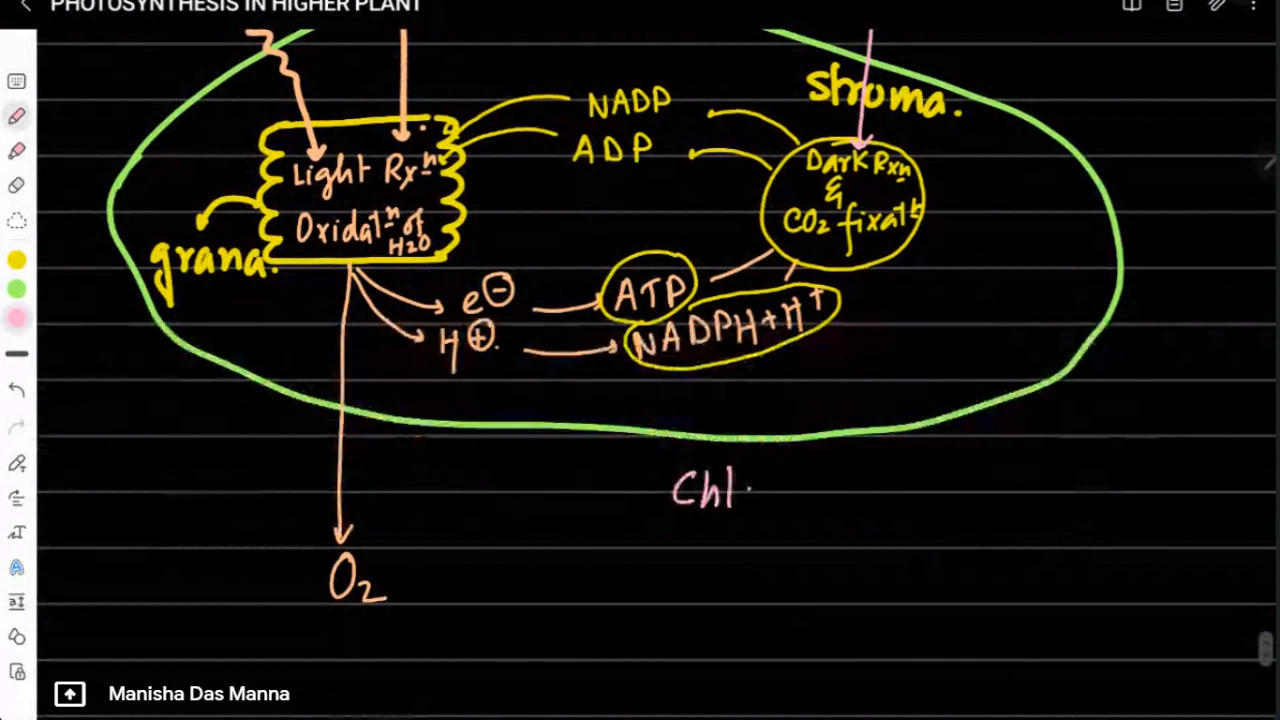 PHOTOSYNTHESIS IN HIGHER PLANT
stroma.
NADP
ADP
Light Rxn
Oxidatn of
H2O
Dark Rxn
&
CO2 fixatn
grana.
e⊖
H⊕
ATP
NADPH+H+
Chl
O2
Manisha Das Manna